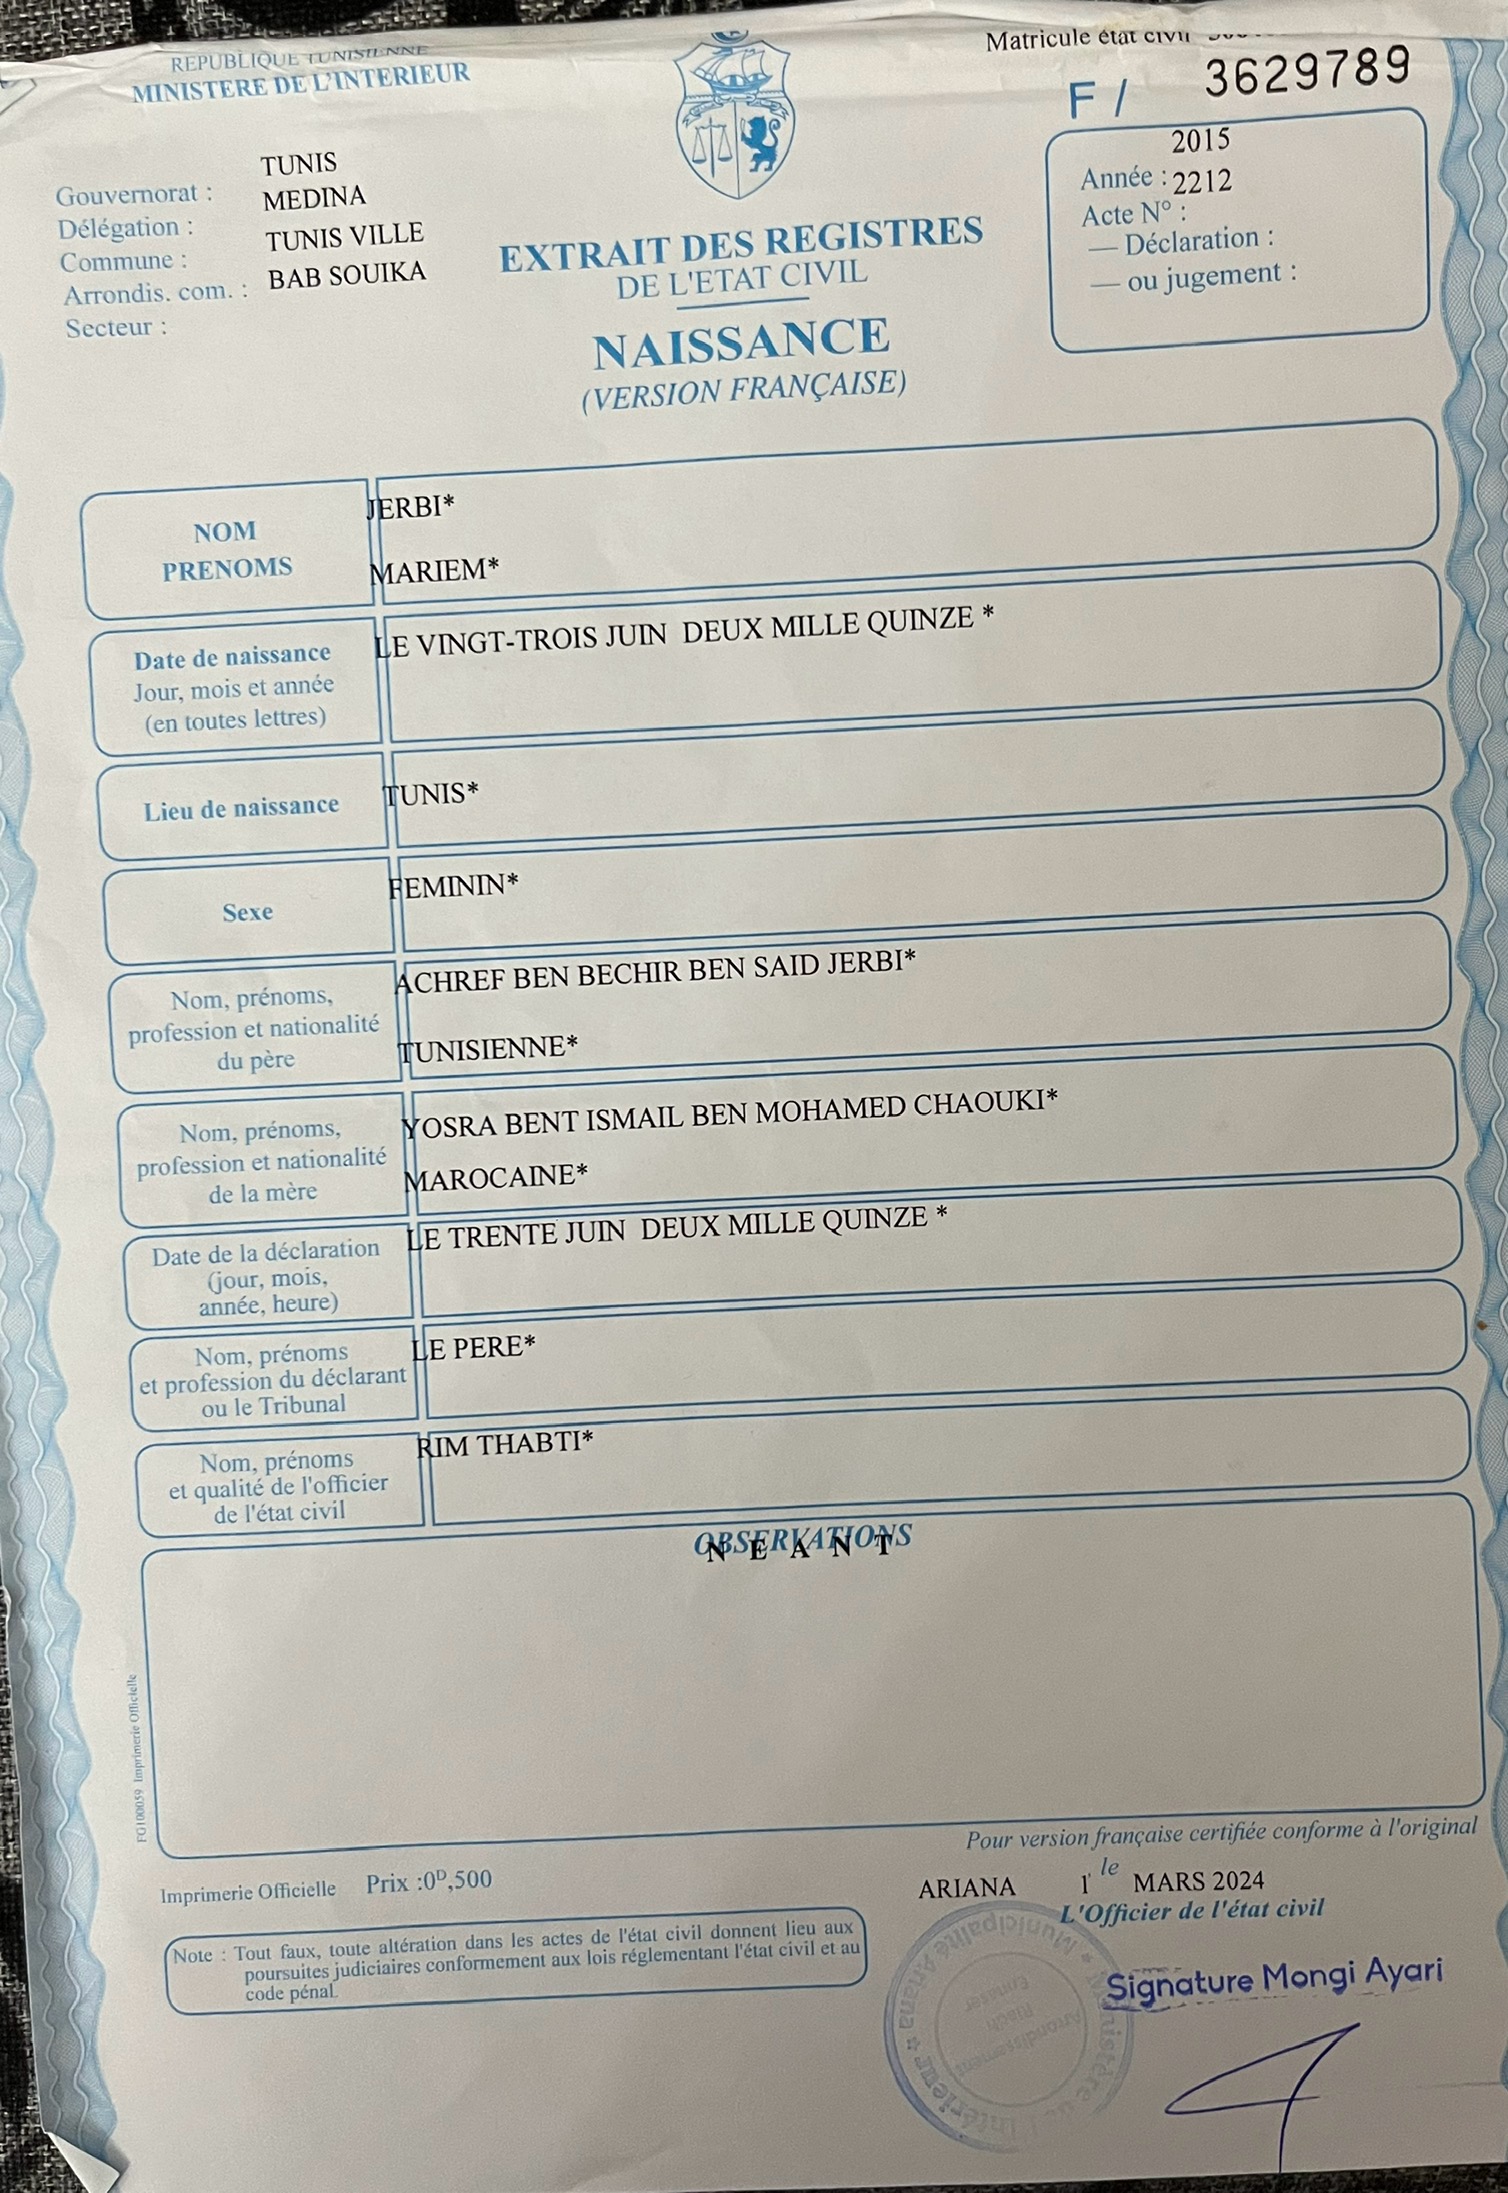 REPUBLIQUE TUNISIENNE
MINISTERE DE L'INTERIEUR
Matricule état civil
F / 3629789
TUNIS
Gouvernorat :
MEDINA
Délégation :
TUNIS VILLE
Commune :
BAB SOUIKA
Arrondis. com. :
Secteur :
EXTRAIT DES REGISTRES
DE L'ETAT CIVIL
NAISSANCE
(VERSION FRANÇAISE)
2015
Année : 2212
Acte N° :
— Déclaration :
— ou jugement :
NOM
PRENOMS
JERBI*
MARIEM*
Date de naissance
Jour, mois et année
(en toutes lettres)
LE VINGT-TROIS JUIN DEUX MILLE QUINZE *
Lieu de naissance
TUNIS*
Sexe
FEMININ*
Nom, prénoms,
profession et nationalité
du père
ACHREF BEN BECHIR BEN SAID JERBI*
TUNISIENNE*
Nom, prénoms,
profession et nationalité
de la mère
YOSRA BENT ISMAIL BEN MOHAMED CHAOUKI*
MAROCAINE*
Date de la déclaration
(jour, mois,
année, heure)
LE TRENTE JUIN DEUX MILLE QUINZE *
Nom, prénoms
et profession du déclarant
ou le Tribunal
LE PERE*
Nom, prénoms
et qualité de l'officier
de l'état civil
RIM THABTI*
OBSERVATIONS
N E A N T
FG100059 Imprimerie Officielle
Pour version française certifiée conforme à l'original
Imprimerie Officielle Prix :0ᴰ,500
ARIANA 1 le MARS 2024
L'Officier de l'état civil
Note : Tout faux, toute altération dans les actes de l'état civil donnent lieu aux
poursuites judiciaires conformement aux lois réglementant l'état civil et au
code pénal.
Signature Mongi Ayari
Ministère de l'Intérieur * Municipalité Ariana *
Arrondissement
Riadh
Ennaser